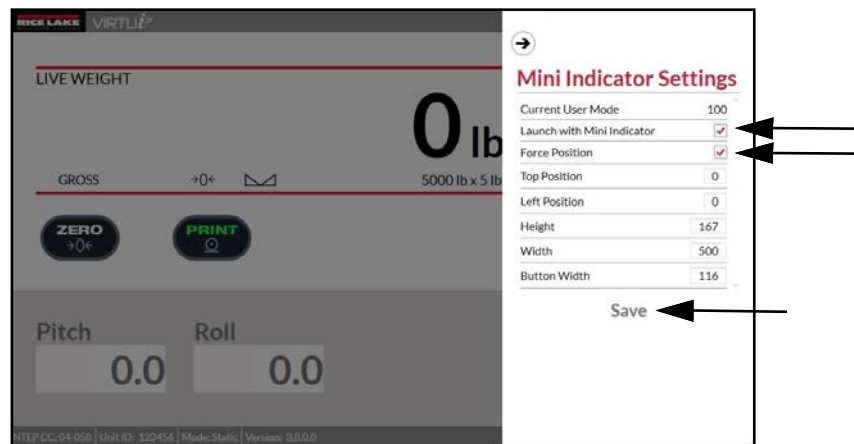 RICE LAKE VIRTUi³
WEIGHING SYSTEMS
LIVE WEIGHT
0 lb
GROSS →0← 5000 lb x 5 lb
ZERO
→0←
PRINT
Pitch Roll
0.0 0.0
NTEP CC: 04-058 Unit ID: 123456 Mode: Static Version: 3.8.0.0
Mini Indicator Settings
Current User Mode 100
Launch with Mini Indicator
Force Position
Top Position 0
Left Position 0
Height 167
Width 500
Button Width 116
Save